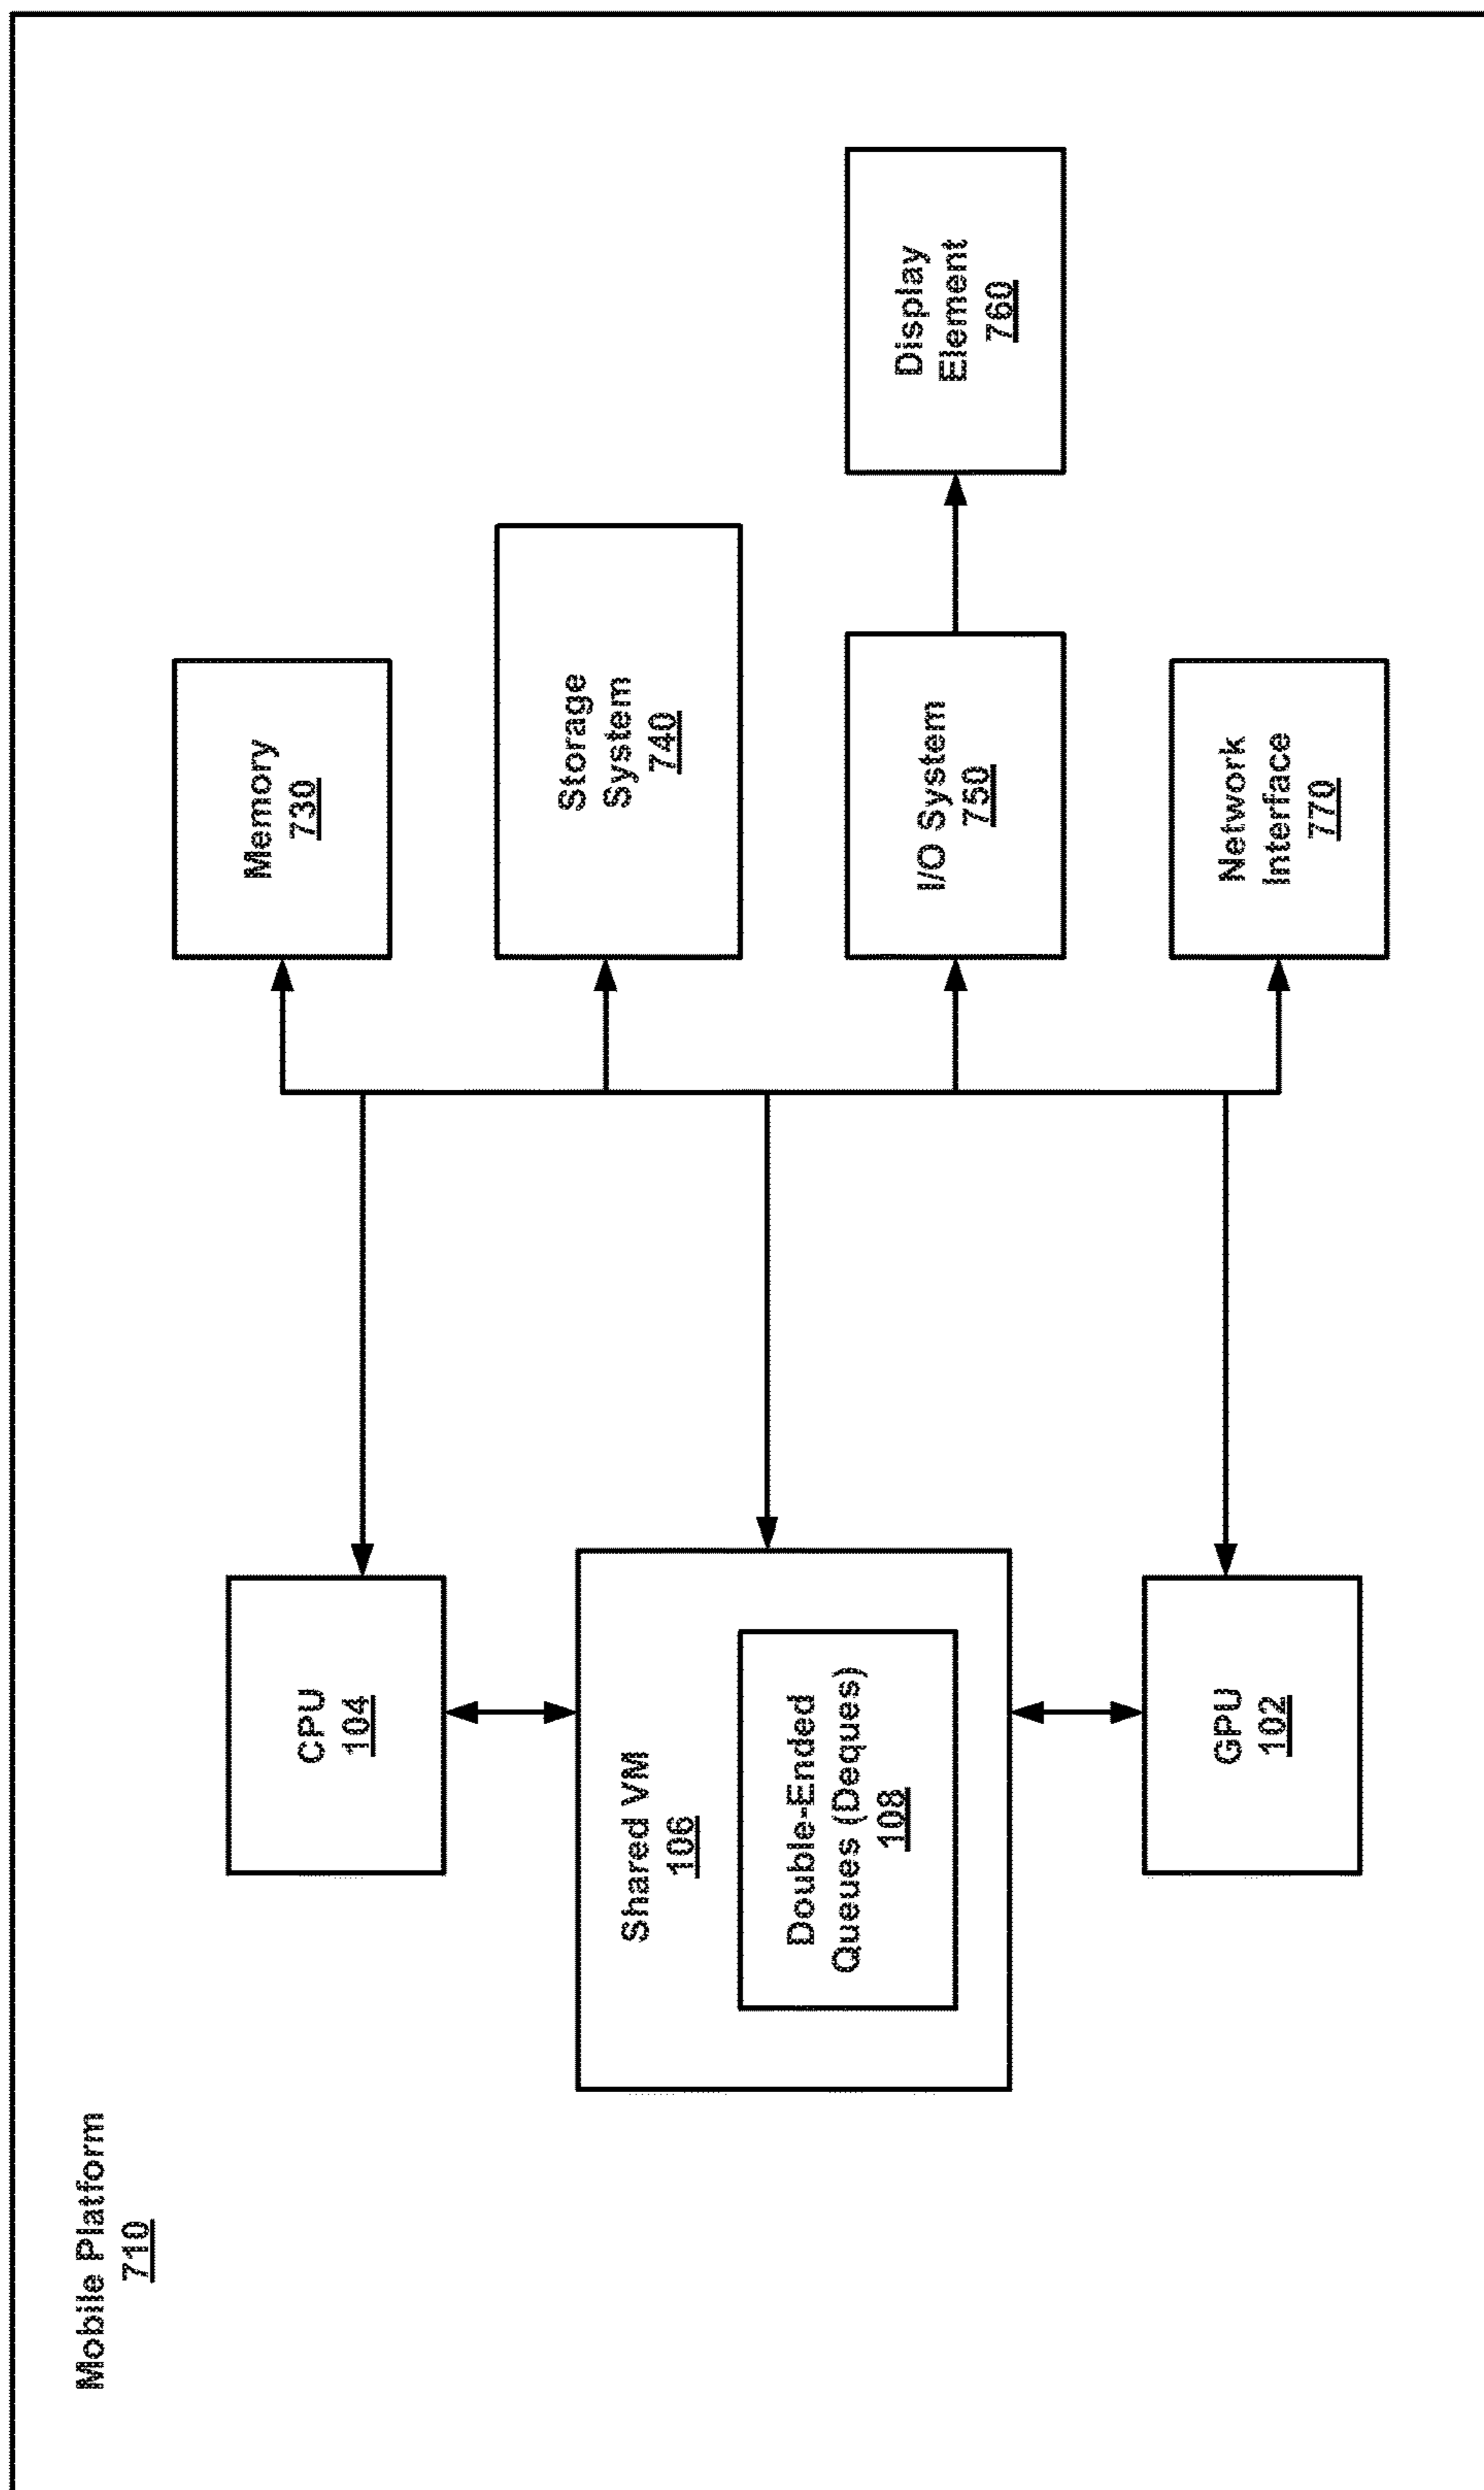 Mobile Platform
710
CPU
104
Shared VM
106
Double-Ended
Queues (Deques)
108
GPU
102
Memory
730
Storage
System
740
I/O System
750
Network
Interface
770
Display
Element
760